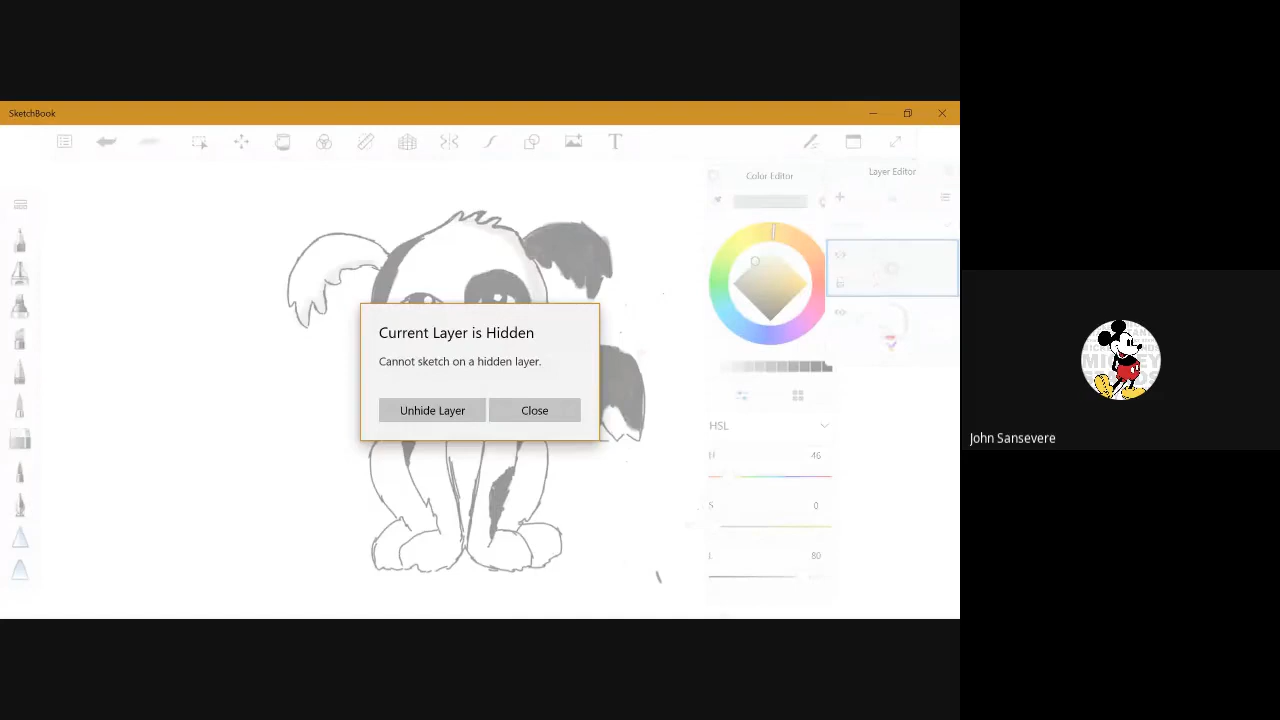 SketchBook
T
Color Editor
Layer Editor
Current Layer is Hidden
Cannot sketch on a hidden layer.
Unhide Layer
Close
HSL
46
S
0
L
80
MICKEY
John Sansevere